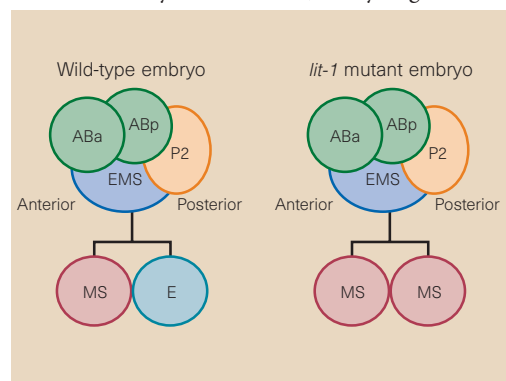 Wild-type embryo
ABa
ABp
P2
EMS
Anterior
Posterior
MS
E
lit-1 mutant embryo
ABa
ABp
P2
EMS
Anterior
Posterior
MS
MS